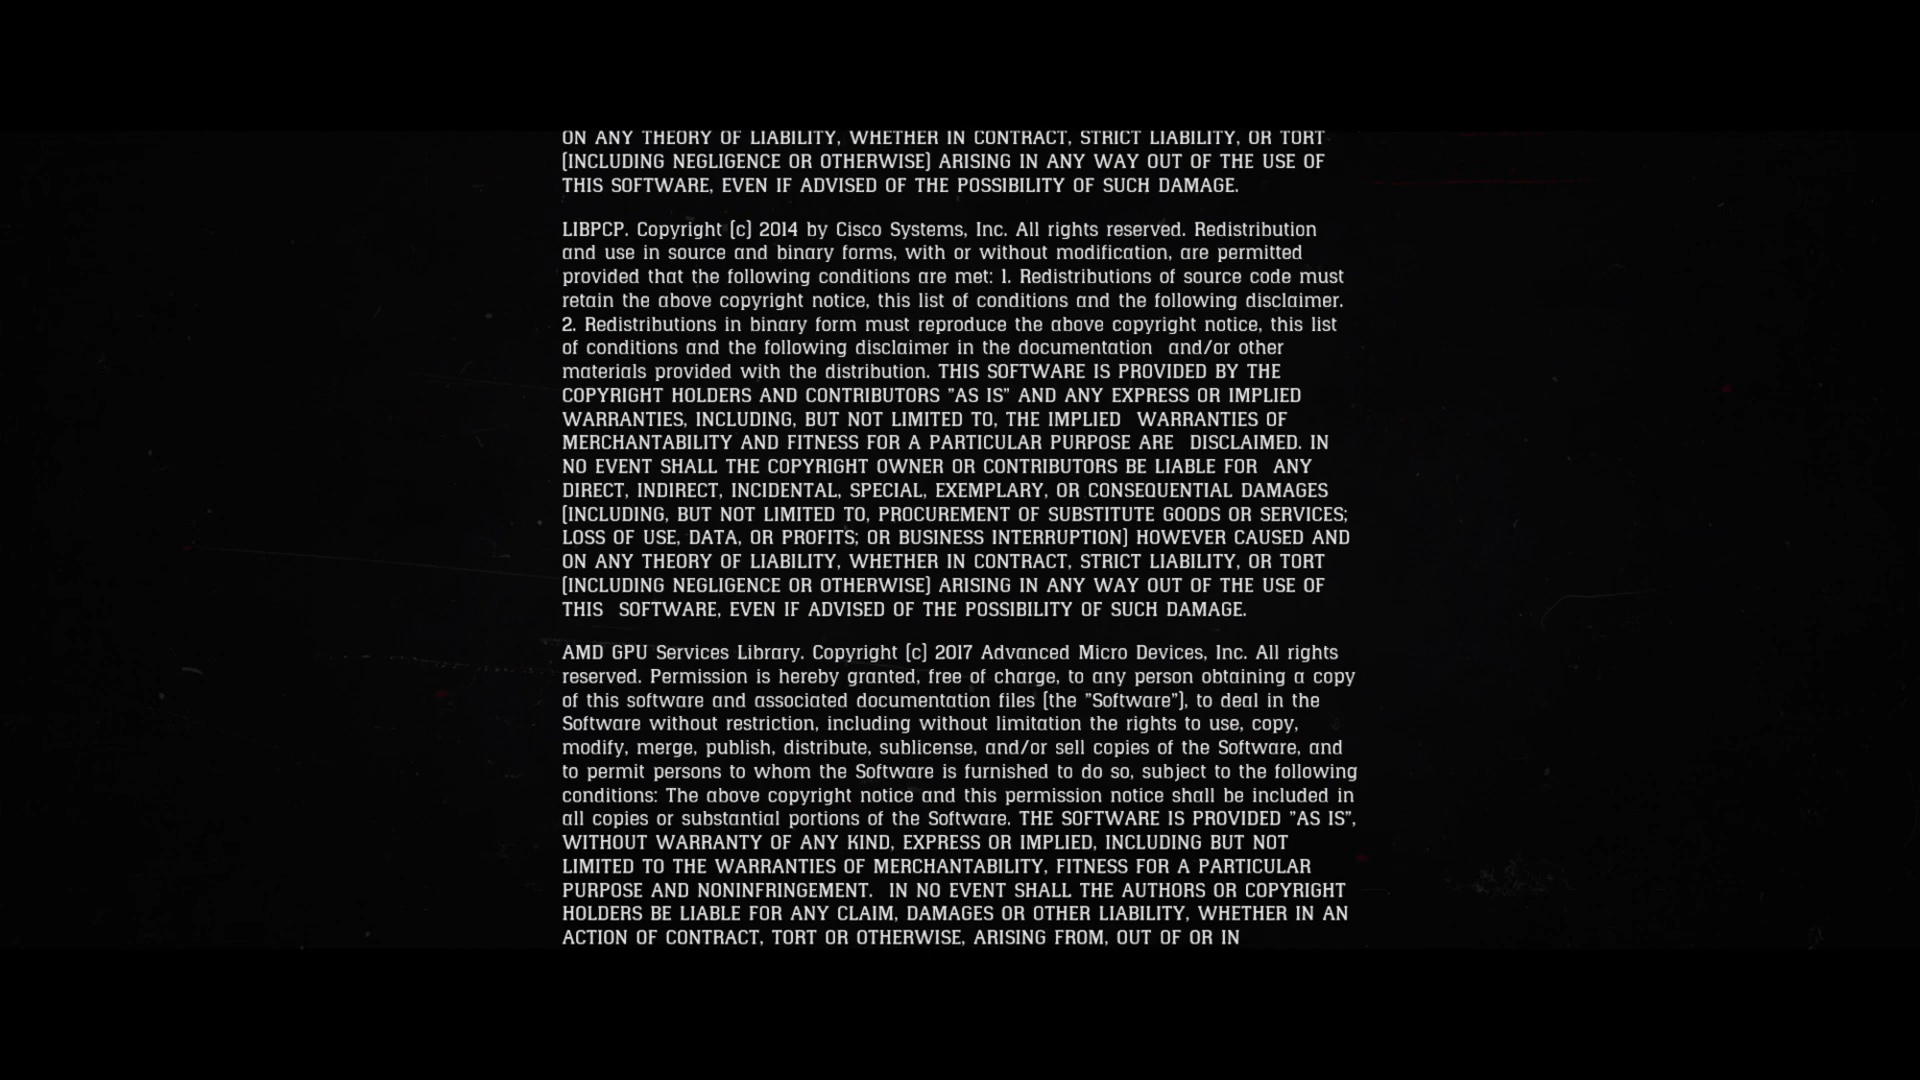 ON ANY THEORY OF LIABILITY, WHETHER IN CONTRACT, STRICT LIABILITY, OR TORT
(INCLUDING NEGLIGENCE OR OTHERWISE) ARISING IN ANY WAY OUT OF THE USE OF
THIS SOFTWARE, EVEN IF ADVISED OF THE POSSIBILITY OF SUCH DAMAGE.
LIBPCP. Copyright (c) 2014 by Cisco Systems, Inc. All rights reserved. Redistribution
and use in source and binary forms, with or without modification, are permitted
provided that the following conditions are met: 1. Redistributions of source code must
retain the above copyright notice, this list of conditions and the following disclaimer.
2. Redistributions in binary form must reproduce the above copyright notice, this list
of conditions and the following disclaimer in the documentation  and/or other
materials provided with the distribution. THIS SOFTWARE IS PROVIDED BY THE
COPYRIGHT HOLDERS AND CONTRIBUTORS "AS IS" AND ANY EXPRESS OR IMPLIED
WARRANTIES, INCLUDING, BUT NOT LIMITED TO, THE IMPLIED  WARRANTIES OF
MERCHANTABILITY AND FITNESS FOR A PARTICULAR PURPOSE ARE  DISCLAIMED. IN
NO EVENT SHALL THE COPYRIGHT OWNER OR CONTRIBUTORS BE LIABLE FOR  ANY
DIRECT, INDIRECT, INCIDENTAL, SPECIAL, EXEMPLARY, OR CONSEQUENTIAL DAMAGES
(INCLUDING, BUT NOT LIMITED TO, PROCUREMENT OF SUBSTITUTE GOODS OR SERVICES;
LOSS OF USE, DATA, OR PROFITS; OR BUSINESS INTERRUPTION) HOWEVER CAUSED AND
ON ANY THEORY OF LIABILITY, WHETHER IN CONTRACT, STRICT LIABILITY, OR TORT
(INCLUDING NEGLIGENCE OR OTHERWISE) ARISING IN ANY WAY OUT OF THE USE OF
THIS  SOFTWARE, EVEN IF ADVISED OF THE POSSIBILITY OF SUCH DAMAGE.
AMD GPU Services Library. Copyright (c) 2017 Advanced Micro Devices, Inc. All rights
reserved. Permission is hereby granted, free of charge, to any person obtaining a copy
of this software and associated documentation files (the "Software"), to deal in the
Software without restriction, including without limitation the rights to use, copy,
modify, merge, publish, distribute, sublicense, and/or sell copies of the Software, and
to permit persons to whom the Software is furnished to do so, subject to the following
conditions: The above copyright notice and this permission notice shall be included in
all copies or substantial portions of the Software. THE SOFTWARE IS PROVIDED "AS IS",
WITHOUT WARRANTY OF ANY KIND, EXPRESS OR IMPLIED, INCLUDING BUT NOT
LIMITED TO THE WARRANTIES OF MERCHANTABILITY, FITNESS FOR A PARTICULAR
PURPOSE AND NONINFRINGEMENT.  IN NO EVENT SHALL THE AUTHORS OR COPYRIGHT
HOLDERS BE LIABLE FOR ANY CLAIM, DAMAGES OR OTHER LIABILITY, WHETHER IN AN
ACTION OF CONTRACT, TORT OR OTHERWISE, ARISING FROM, OUT OF OR IN